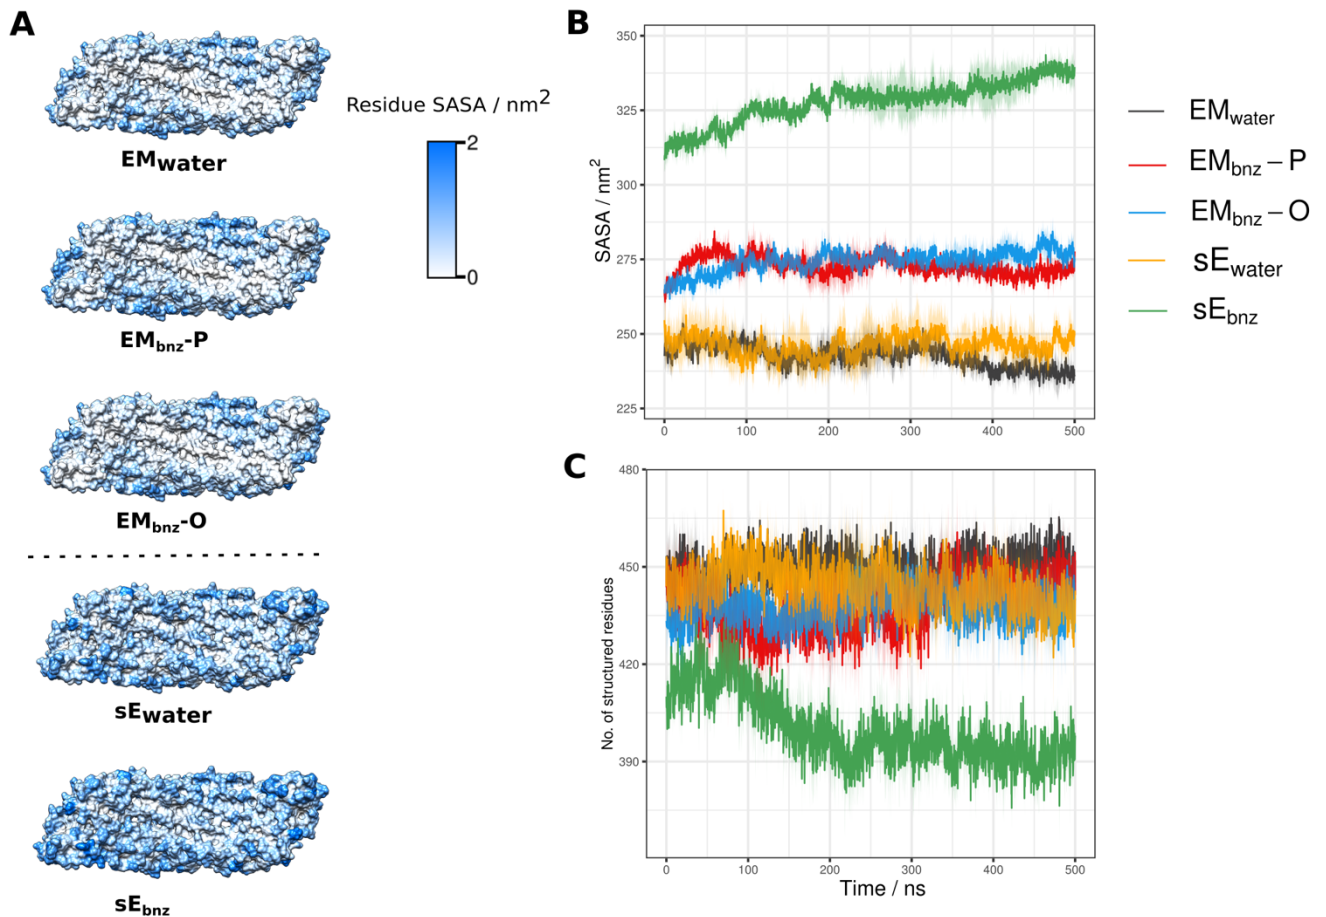 A
EMwater
Residue SASA / nm2
2
0
EMbnz-P
EMbnz-O
sEwater
sEbnz
B
SASA / nm2
350
325
300
275
250
225
0 100 200 300 400 500
EMwater
EMbnz – P
EMbnz – O
sEwater
sEbnz
C
No. of structured residues
480
450
420
390
0 100 200 300 400 500
Time / ns